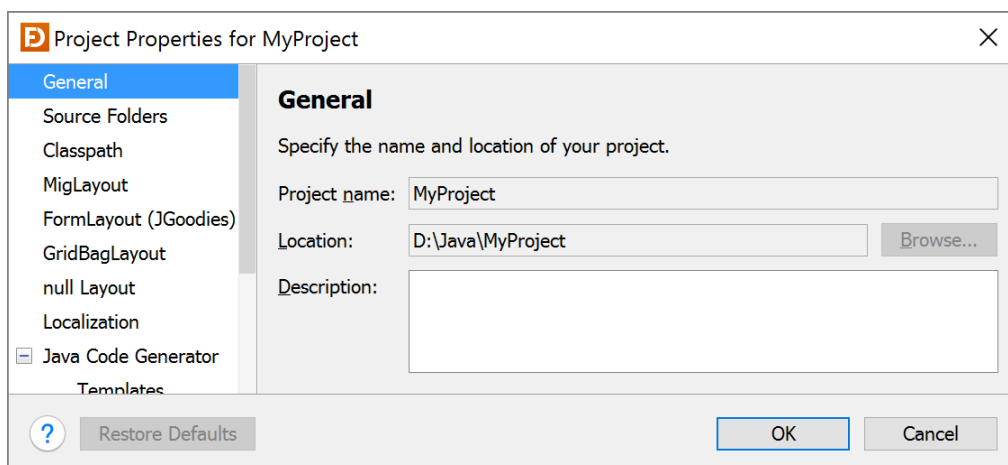 Project Properties for MyProject
General
Source Folders
Classpath
MigLayout
FormLayout (JGoodies)
GridBagLayout
null Layout
Localization
Java Code Generator
Templates
General
Specify the name and location of your project.
Project name: MyProject
Location: D:\Java\MyProject Browse...
Description:
? Restore Defaults OK Cancel